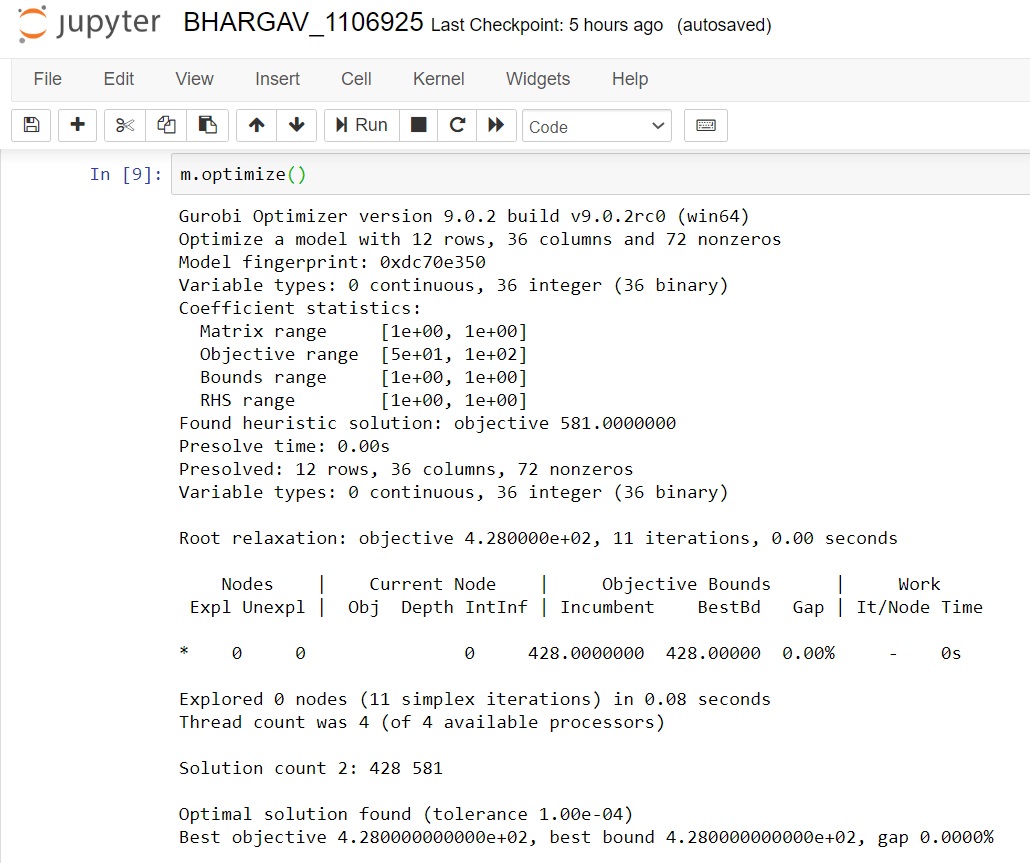 jupyter BHARGAV_1106925 Last Checkpoint: 5 hours ago (autosaved)
File Edit View Insert Cell Kernel Widgets Help
Run Code
In [9]: m.optimize()
Gurobi Optimizer version 9.0.2 build v9.0.2rc0 (win64)
Optimize a model with 12 rows, 36 columns and 72 nonzeros
Model fingerprint: 0xdc70e350
Variable types: 0 continuous, 36 integer (36 binary)
Coefficient statistics:
  Matrix range     [1e+00, 1e+00]
  Objective range  [5e+01, 1e+02]
  Bounds range     [1e+00, 1e+00]
  RHS range        [1e+00, 1e+00]
Found heuristic solution: objective 581.0000000
Presolve time: 0.00s
Presolved: 12 rows, 36 columns, 72 nonzeros
Variable types: 0 continuous, 36 integer (36 binary)
Root relaxation: objective 4.280000e+02, 11 iterations, 0.00 seconds
    Nodes    |    Current Node    |     Objective Bounds      |     Work
 Expl Unexpl |  Obj  Depth IntInf | Incumbent    BestBd   Gap | It/Node Time
*    0     0               0     428.0000000  428.00000  0.00%     -    0s
Explored 0 nodes (11 simplex iterations) in 0.08 seconds
Thread count was 4 (of 4 available processors)
Solution count 2: 428 581
Optimal solution found (tolerance 1.00e-04)
Best objective 4.280000000000e+02, best bound 4.280000000000e+02, gap 0.0000%